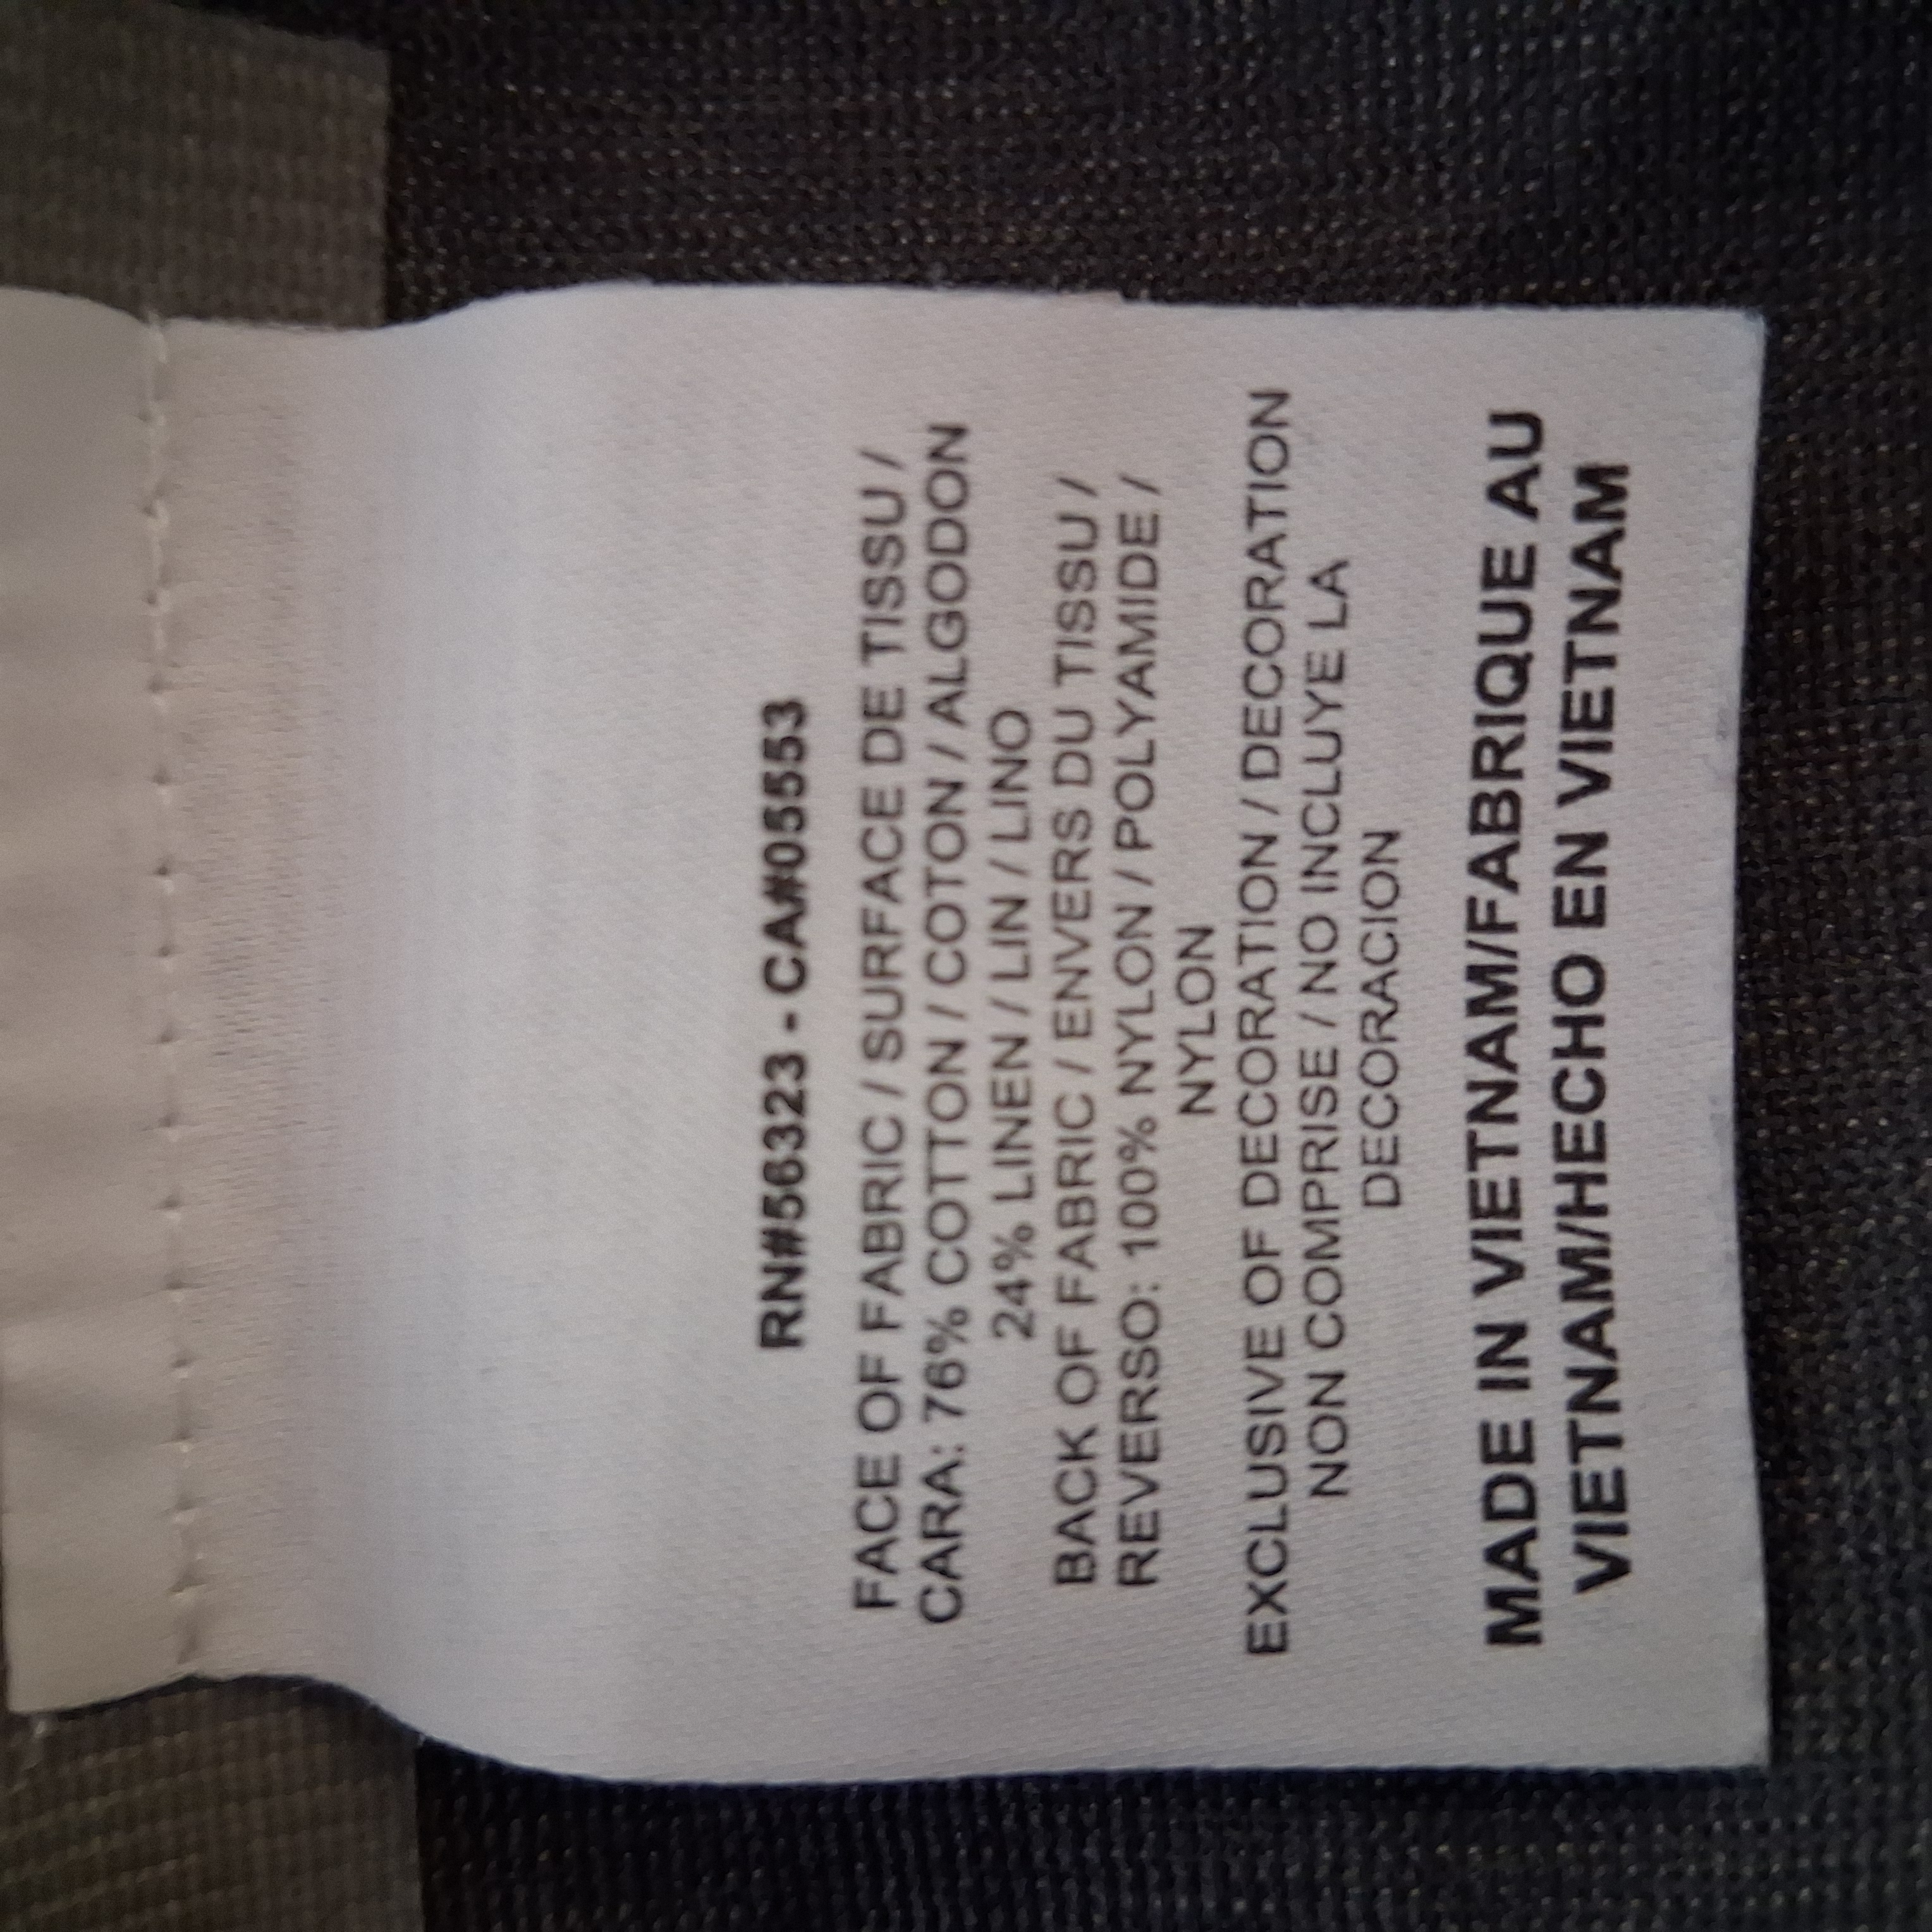 RN#56323 - CA#05553
FACE OF FABRIC / SURFACE DE TISSU /
CARA: 76% COTTON / COTON / ALGODON
24% LINEN / LIN / LINO
BACK OF FABRIC / ENVERS DU TISSU /
REVERSO: 100% NYLON / POLYAMIDE /
NYLON
EXCLUSIVE OF DECORATION / DECORATION
NON COMPRISE / NO INCLUYE LA
DECORACION
MADE IN VIETNAM/FABRIQUE AU
VIETNAM/HECHO EN VIETNAM